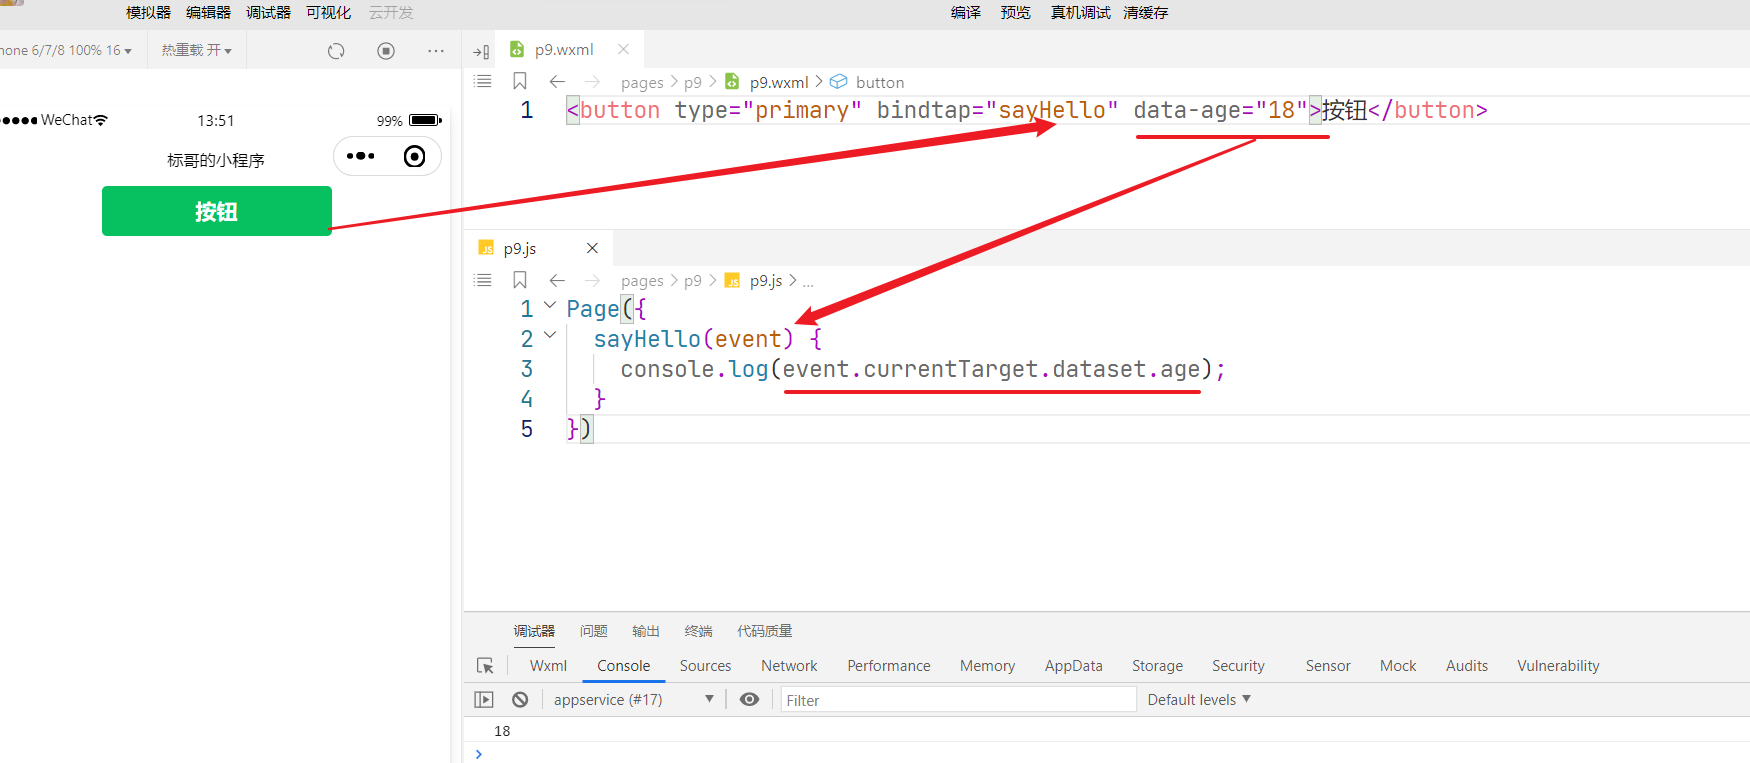 模拟器 编辑器 调试器 可视化 云开发 编译 预览 真机调试 清缓存
hone 6/7/8 100% 16 热重载 开
p9.wxml
pages p9 p9.wxml button
1 <button type="primary" bindtap="sayHello" data-age="18">按钮</button>
WeChat 13:51 99%
标哥的小程序
按钮
p9.js
pages p9 p9.js ...
1 Page({
2 sayHello(event) {
3 console.log(event.currentTarget.dataset.age);
4 }
5 })
调试器 问题 输出 终端 代码质量
Wxml Console Sources Network Performance Memory AppData Storage Security Sensor Mock Audits Vulnerability
appservice (#17) Filter Default levels
18